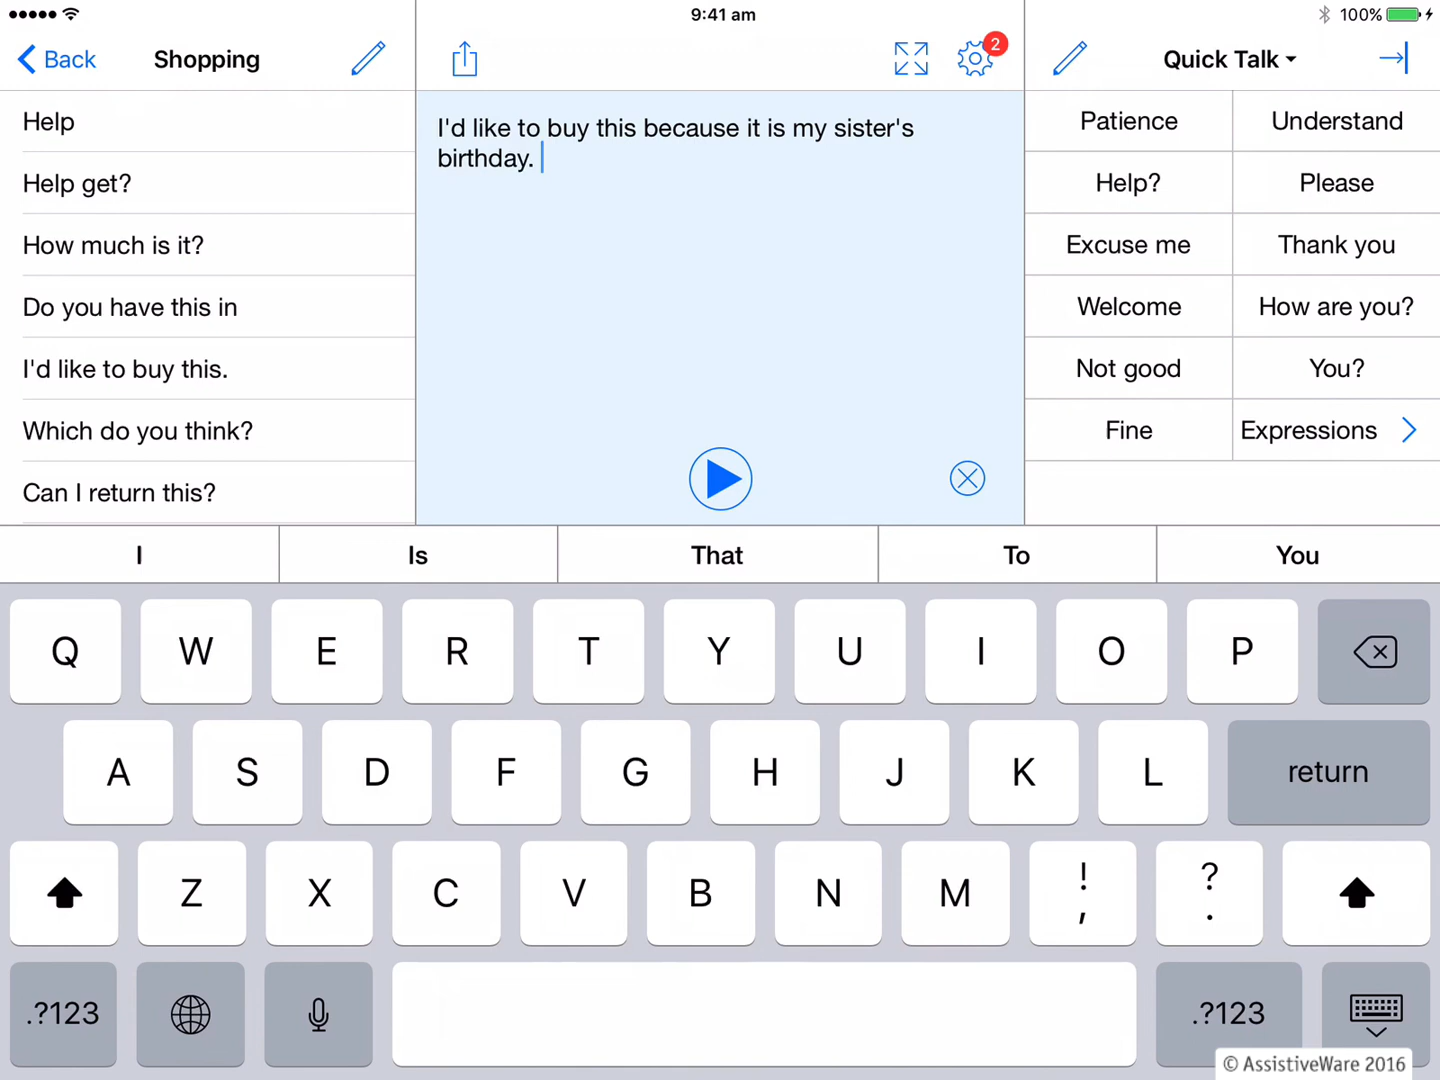 9:41 am
100%
Back
Shopping
2
Quick Talk
Help
Help get?
How much is it?
Do you have this in
I'd like to buy this.
Which do you think?
Can I return this?
I'd like to buy this because it is my sister's
birthday.
Patience Understand
Help? Please
Excuse me Thank you
Welcome How are you?
Not good You?
Fine Expressions
I Is That To You
Q W E R T Y U I O P
A S D F G H J K L return
Z X C V B N M ! , ? .
.?123 .?123
© AssistiveWare 2016